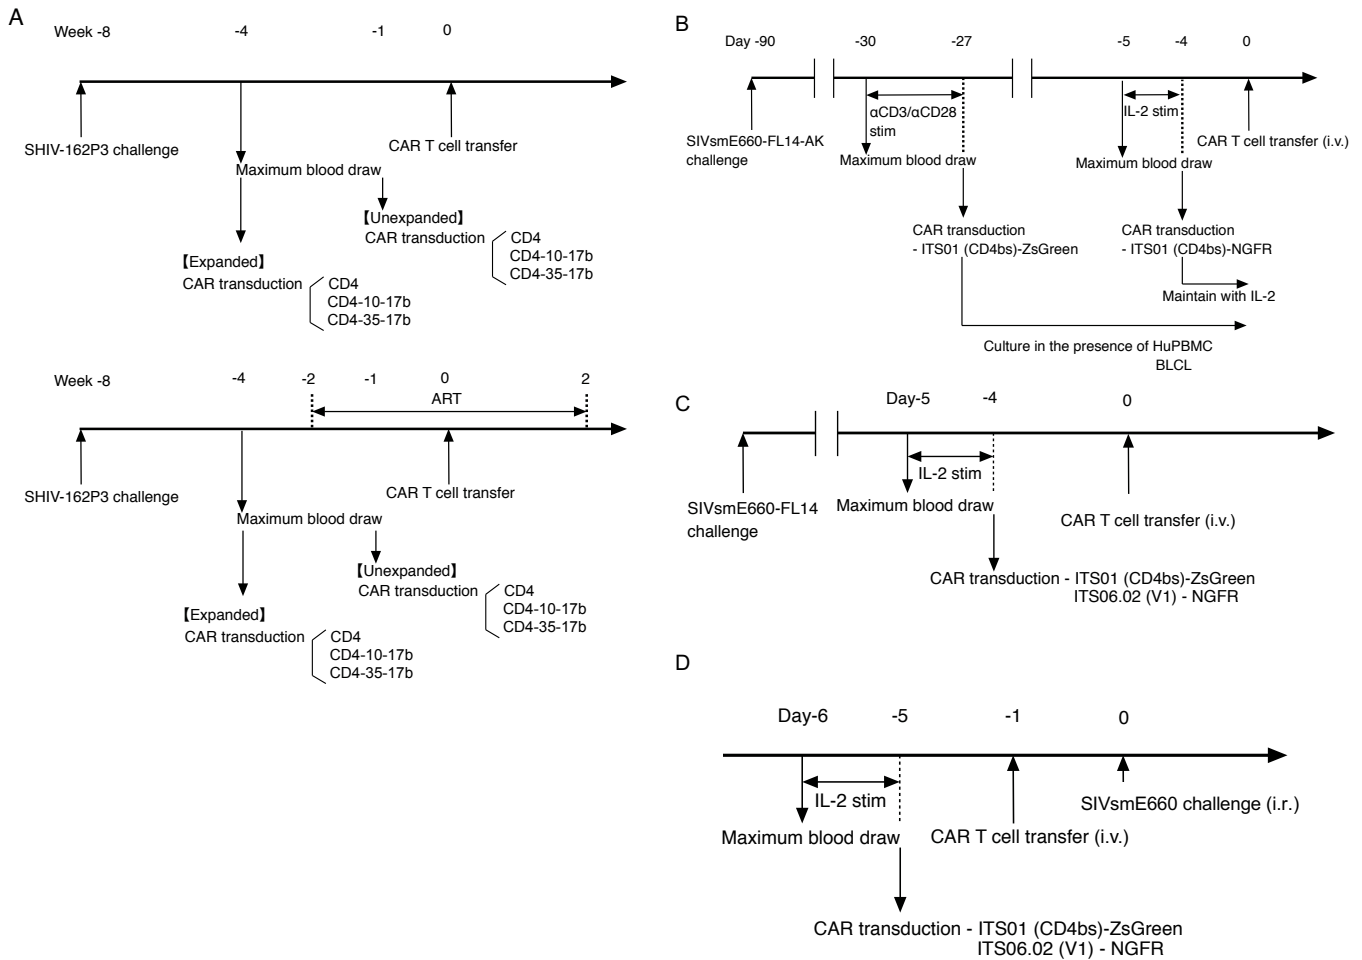 A
Week -8
-4
-1
0
SHIV-162P3 challenge
CAR T cell transfer
Maximum blood draw
【Unexpanded】
CAR transduction
CD4
CD4-10-17b
CD4-35-17b
【Expanded】
CAR transduction
CD4
CD4-10-17b
CD4-35-17b
Week -8
-4
-2
-1
0
2
ART
SHIV-162P3 challenge
CAR T cell transfer
Maximum blood draw
【Unexpanded】
CAR transduction
CD4
CD4-10-17b
CD4-35-17b
【Expanded】
CAR transduction
CD4
CD4-10-17b
CD4-35-17b
B
Day -90
-30
-27
-5
-4
0
αCD3/αCD28
stim
IL-2 stim
SIVsmE660-FL14-AK
challenge
Maximum blood draw
Maximum blood draw
CAR T cell transfer (i.v.)
CAR transduction
- ITS01 (CD4bs)-ZsGreen
CAR transduction
- ITS01 (CD4bs)-NGFR
Maintain with IL-2
Culture in the presence of HuPBMC
BLCL
C
Day-5
-4
0
IL-2 stim
SIVsmE660-FL14
challenge
Maximum blood draw
CAR T cell transfer (i.v.)
CAR transduction - ITS01 (CD4bs)-ZsGreen
ITS06.02 (V1) - NGFR
D
Day-6
-5
-1
0
IL-2 stim
SIVsmE660 challenge (i.r.)
Maximum blood draw
CAR T cell transfer (i.v.)
CAR transduction - ITS01 (CD4bs)-ZsGreen
ITS06.02 (V1) - NGFR